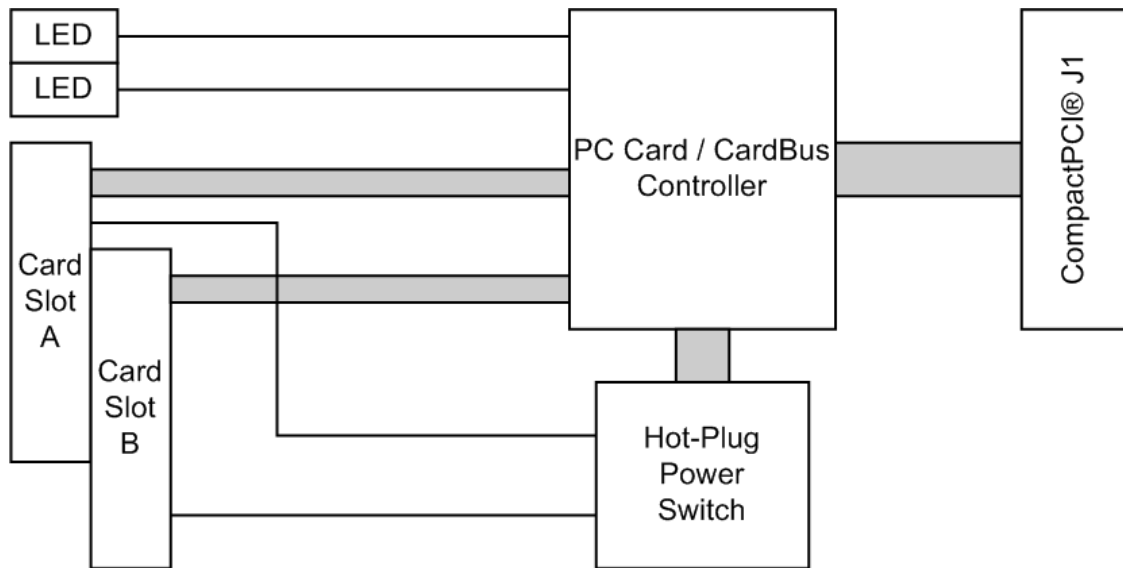 LED
LED
PC Card / CardBus
Controller
CompactPCI® J1
Card
Slot
A
Card
Slot
B
Hot-Plug
Power
Switch